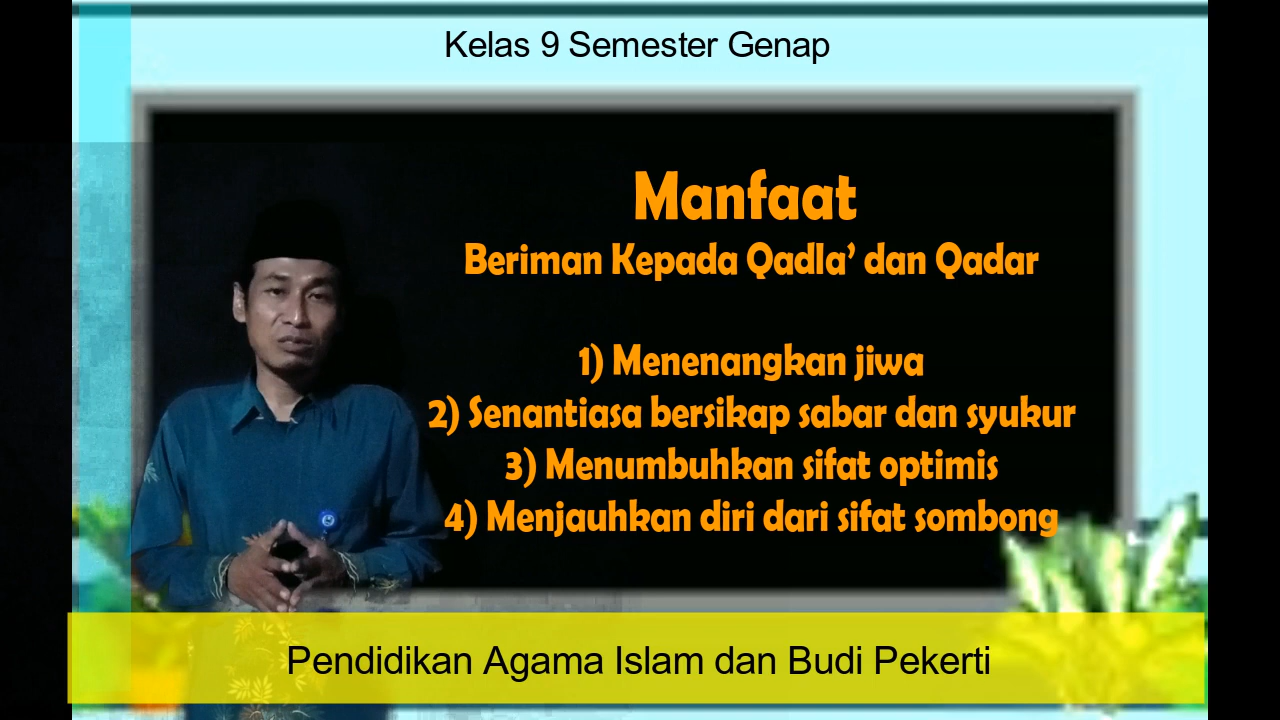 Kelas 9 Semester Genap
Manfaat
Beriman Kepada Qadla’ dan Qadar
1) Menenangkan jiwa
2) Senantiasa bersikap sabar dan syukur
3) Menumbuhkan sifat optimis
4) Menjauhkan diri dari sifat sombong
Pendidikan Agama Islam dan Budi Pekerti